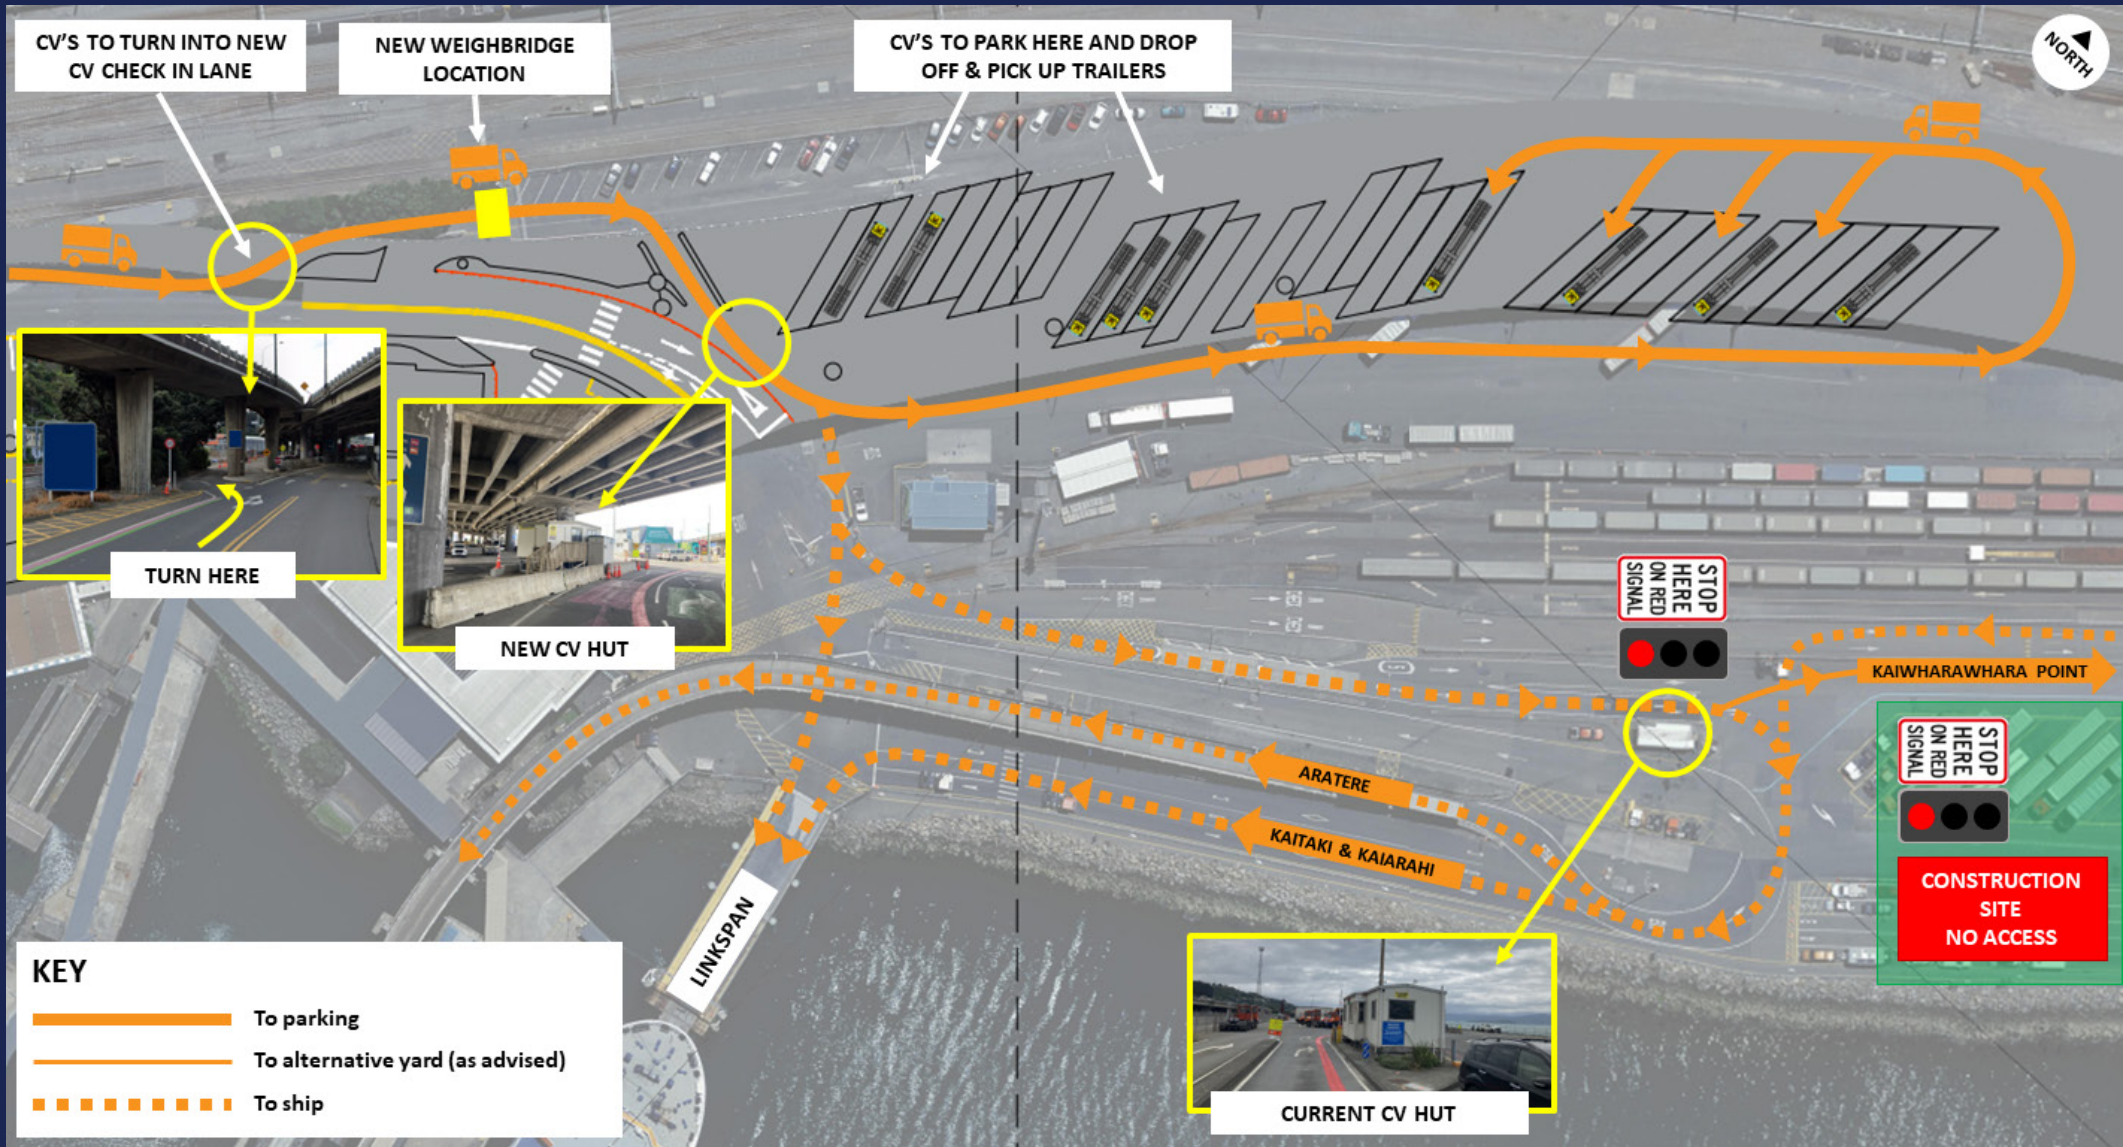 CV'S TO TURN INTO NEW
CV CHECK IN LANE
NEW WEIGHBRIDGE
LOCATION
CV'S TO PARK HERE AND DROP
OFF & PICK UP TRAILERS
NORTH
TURN HERE
NEW CV HUT
STOP
HERE
ON RED
SIGNAL
KAIWHARAWHARA POINT
STOP
HERE
ON RED
SIGNAL
ARATERE
KAITAKI & KAIARAHI
CONSTRUCTION
SITE
NO ACCESS
LINKSPAN
CURRENT CV HUT
KEY
To parking
To alternative yard (as advised)
To ship